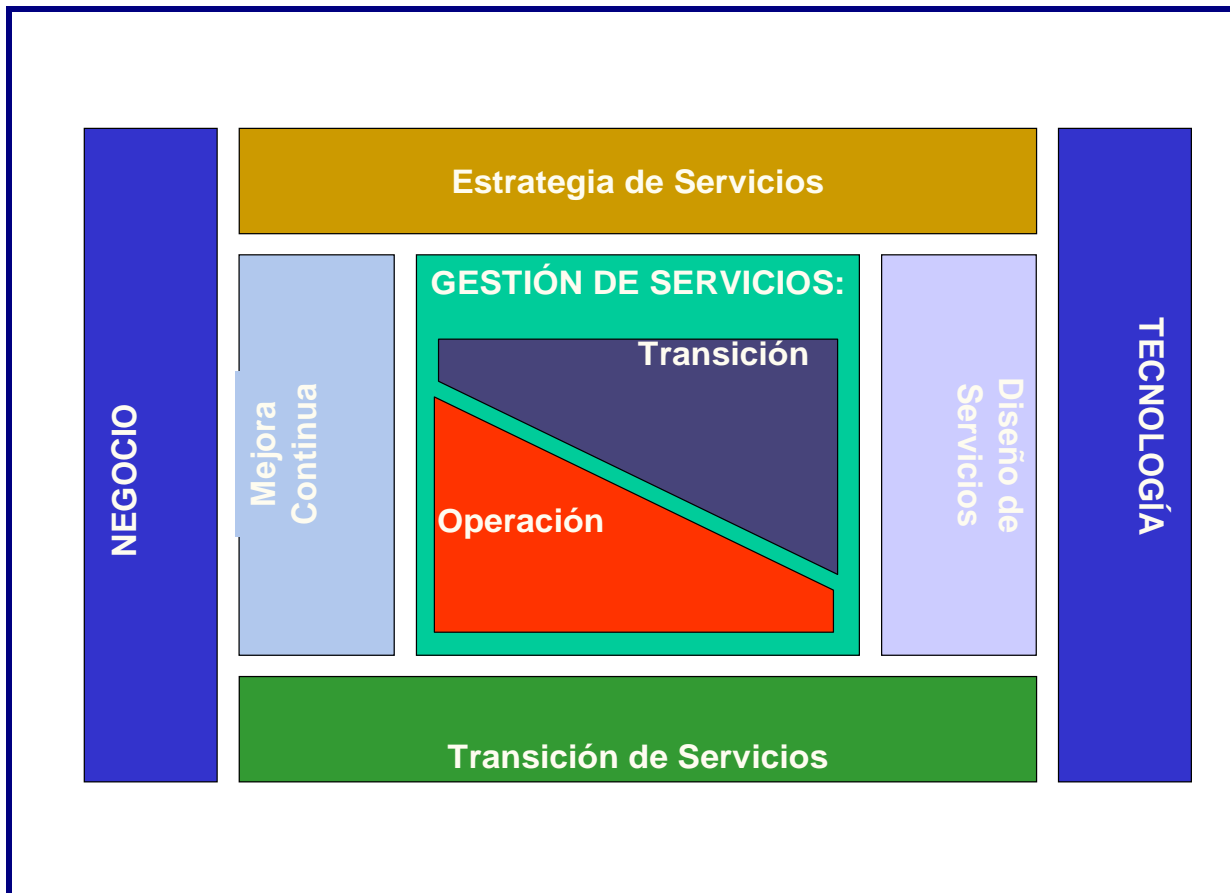 Estrategia de Servicios
GESTIÓN DE SERVICIOS:
Transición
Operación
NEGOCIO
Mejora
Continua
Diseño de
Servicios
TECNOLOGÍA
Transición de Servicios